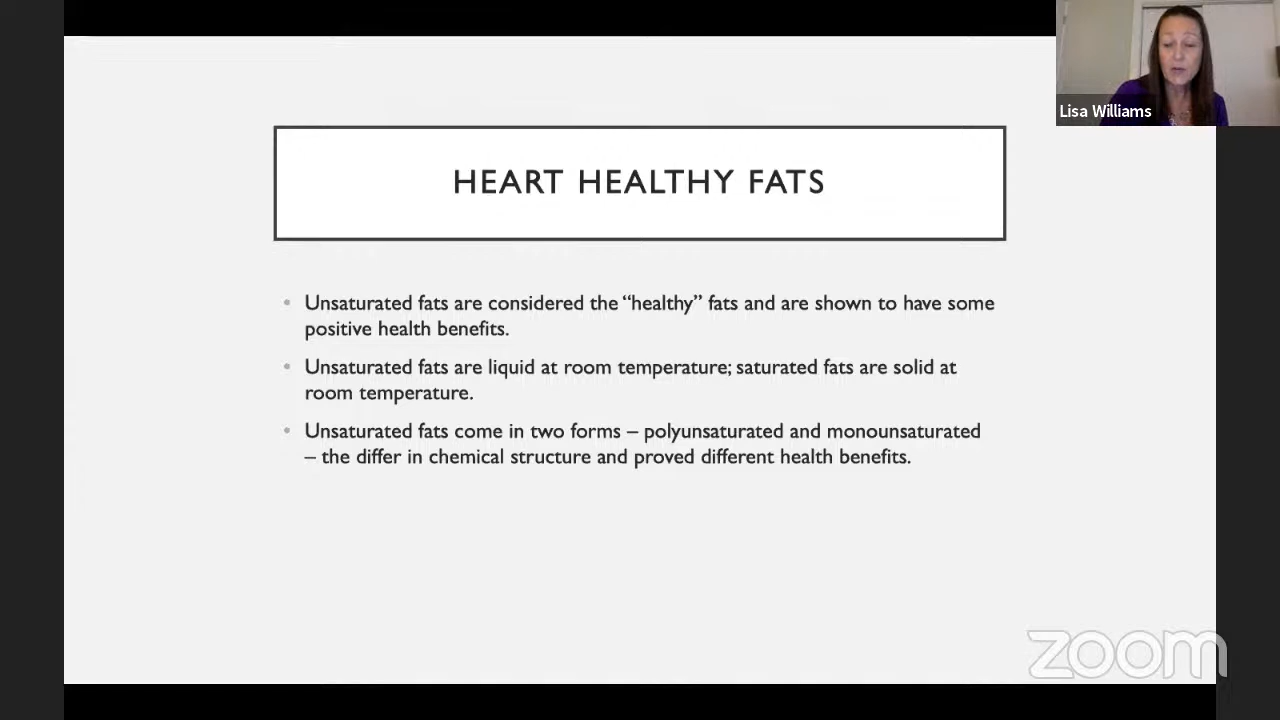 Lisa Williams
HEART HEALTHY FATS
• Unsaturated fats are considered the “healthy” fats and are shown to have some
positive health benefits.
• Unsaturated fats are liquid at room temperature; saturated fats are solid at
room temperature.
• Unsaturated fats come in two forms – polyunsaturated and monounsaturated
– the differ in chemical structure and proved different health benefits.
zoom